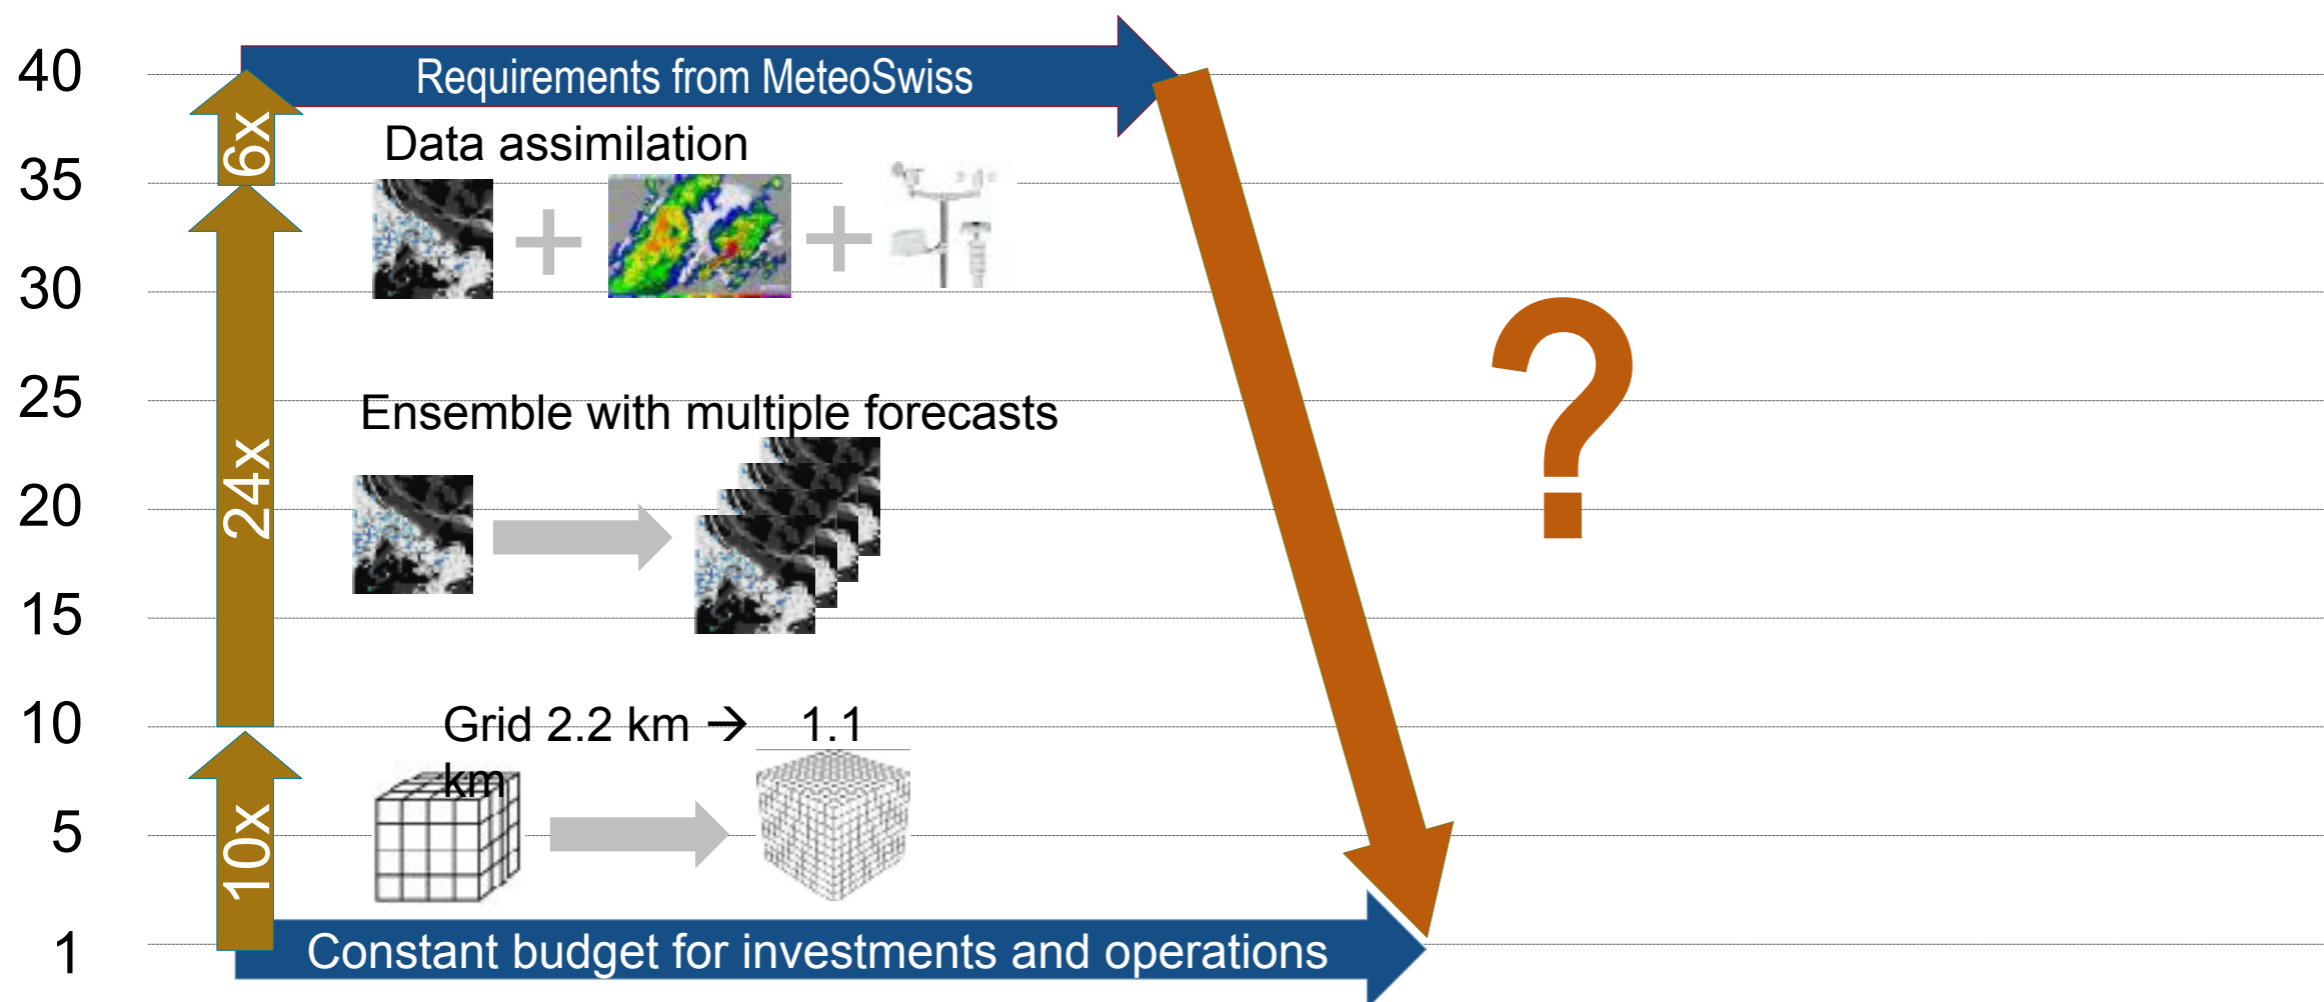 40
Requirements from MeteoSwiss
6x
Data assimilation
35
30
25
Ensemble with multiple forecasts
24x
20
15
10
Grid 2.2 km → 1.1
km
5
10x
1
Constant budget for investments and operations
?